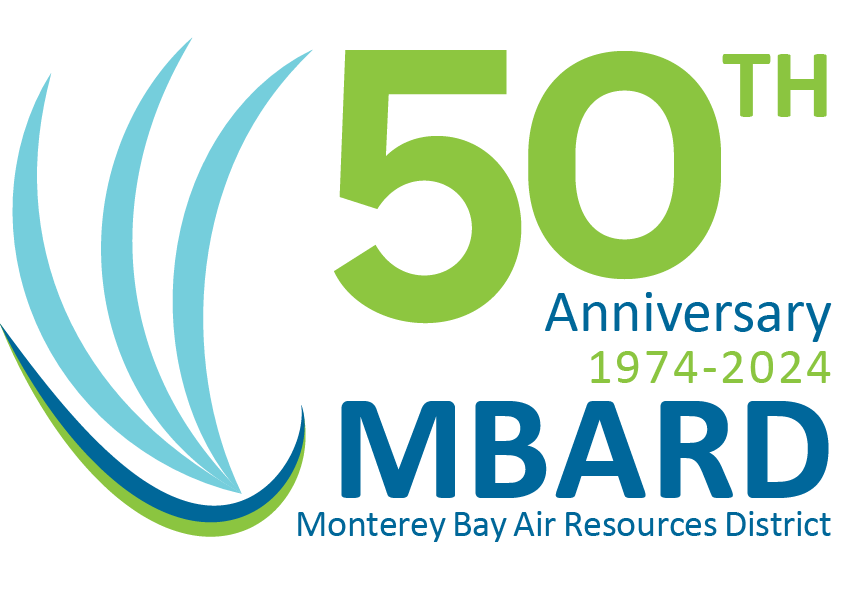 50TH
Anniversary
1974-2024
MBARD
Monterey Bay Air Resources District